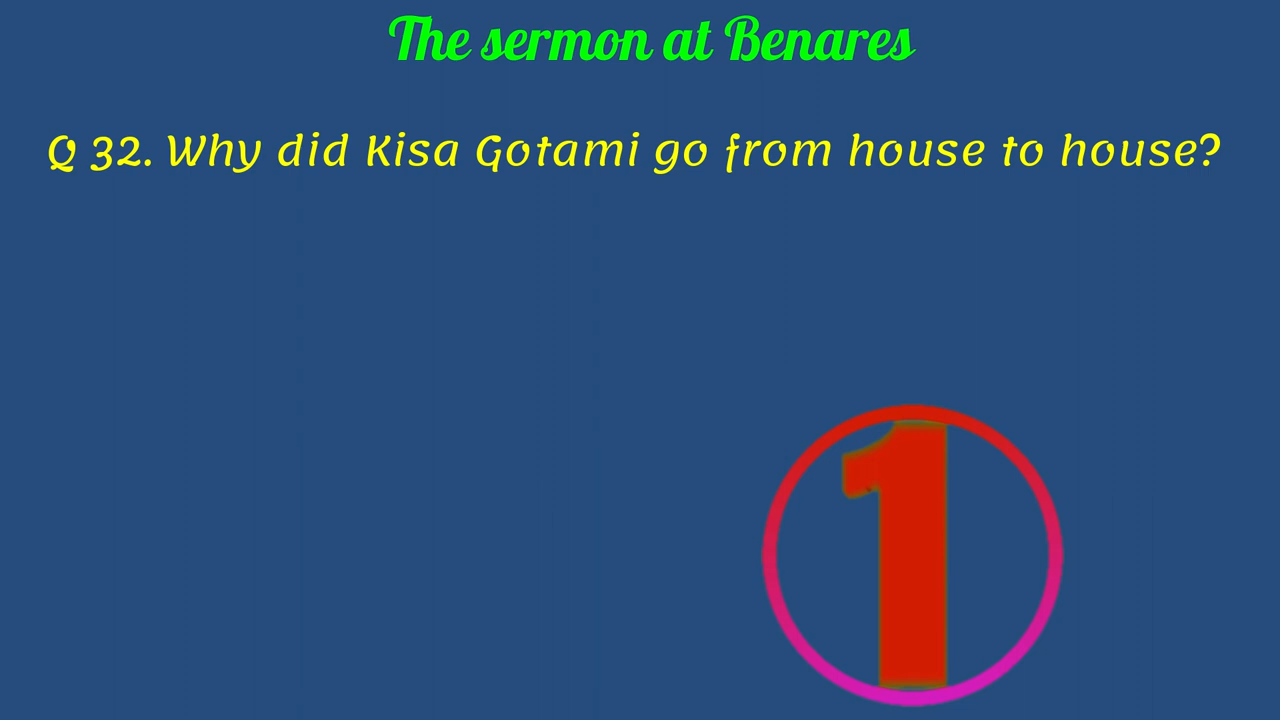 The sermon at Benares
Q 32. Why did Kisa Gotami go from house to house?
1